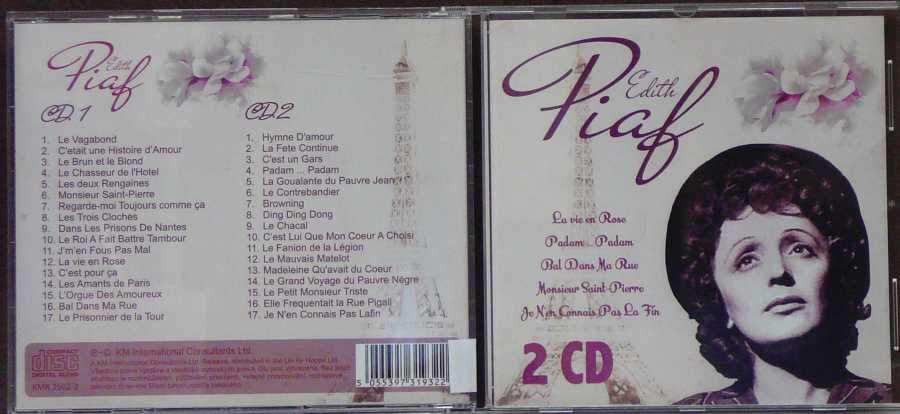 Edith
Piaf
CD 1
1. Le Vagabond
2. C'etait une Histoire d'Amour
3. Le Brun et le Blond
4. Le Chasseur de l'Hotel
5. Les deux Rengaines
6. Monsieur Saint-Pierre
7. Regarde-moi Toujours comme ça
8. Les Trois Cloches
9. Dans Les Prisons De Nantes
10. Le Roi A Fait Battre Tambour
11. J'm'en Fous Pas Mal
12. La vie en Rose
13. C'est pour ça
14. Les Amants de Paris
15. L'Orgue Des Amoureux
16. Bal Dans Ma Rue
17. Le Prisonnier de la Tour
CD 2
1. Hymne D'amour
2. La Fete Continue
3. C'est un Gars
4. Padam ... Padam
5. La Goualante du Pauvre Jean
6. Le Contrebandier
7. Browning
8. Ding Ding Dong
9. Le Chacal
10. C'est Lui Que Mon Coeur A Choisi
11. Le Fanion de la Légion
12. Le Mauvais Matelot
13. Madeleine Qu'avait du Coeur
14. Le Grand Voyage du Pauvre Nègre
15. Le Petit Monsieur Triste
16. Elle Frequentait la Rue Pigall
17. Je N'en Connais Pas Lafin
COMPACT
disc
DIGITAL AUDIO
KM International Consultants Ltd.
5 055397 319322
Edith
Piaf
La vie en Rose
Padam ... Padam
Bal Dans Ma Rue
Monsieur Saint-Pierre
Je N'en Connais Pas La Fin
2 CD